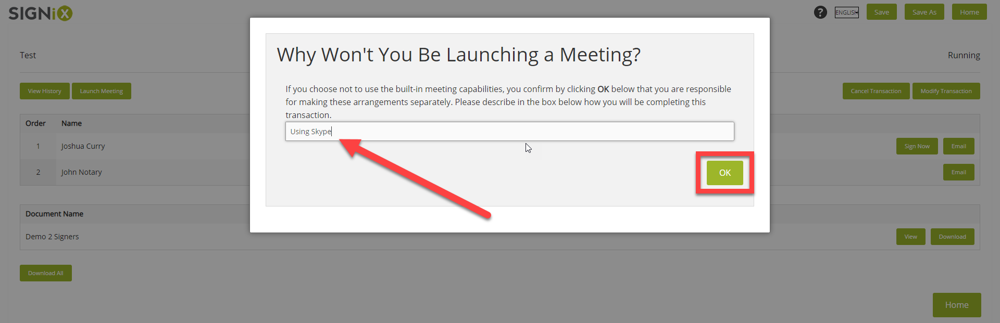 SIGNiX
?
ENGLISH
Save
Save As
Home
Test
Running
View History
Launch Meeting
Cancel Transaction
Modify Transaction
Order Name
1 Joshua Curry
Sign Now
Email
2 John Notary
Email
Document Name
Demo 2 Signers
View
Download
Download All
Home
Why Won't You Be Launching a Meeting?
If you choose not to use the built-in meeting capabilities, you confirm by clicking OK below that you are responsible
for making these arrangements separately. Please describe in the box below how you will be completing this
transaction.
Using Skype
OK